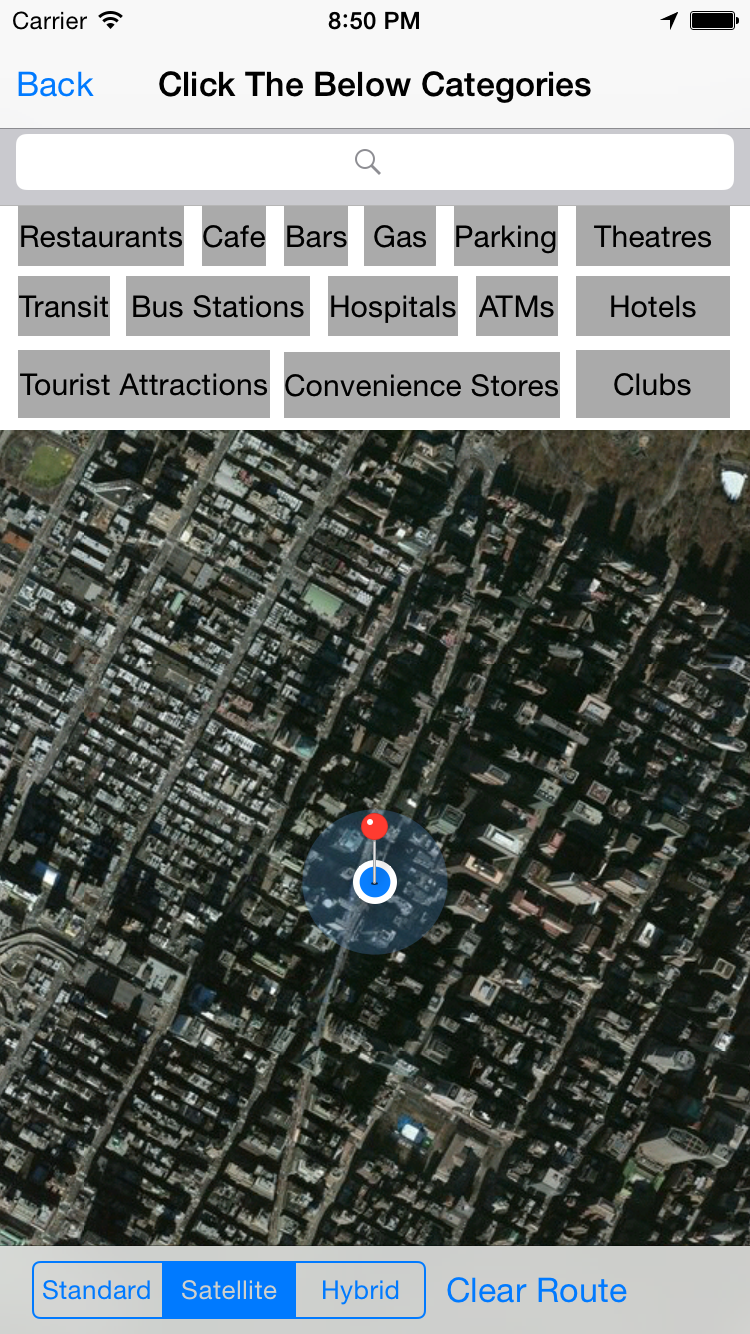 Carrier 8:50 PM
Back Click The Below Categories
Restaurants Cafe Bars Gas Parking Theatres
Transit Bus Stations Hospitals ATMs Hotels
Tourist Attractions Convenience Stores Clubs
Standard Satellite Hybrid Clear Route